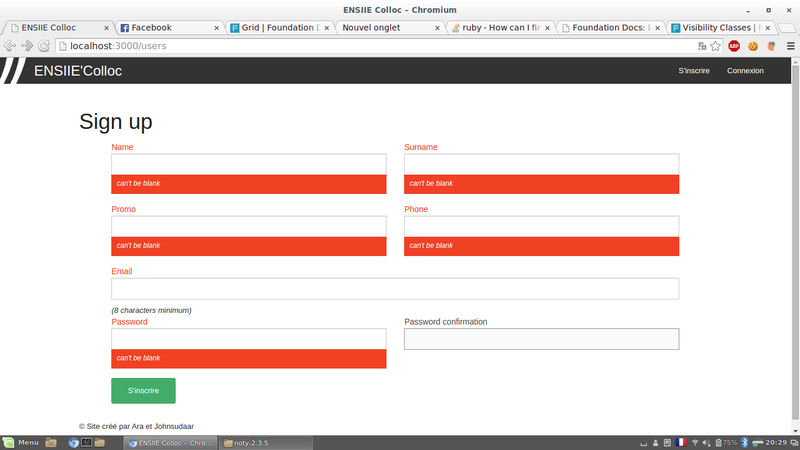 ENSIIE Colloc – Chromium
ENSIIE Colloc
Facebook
Grid | Foundation
Nouvel onglet
ruby - How can I fi
Foundation Docs:
Visibility Classes |
localhost:3000/users
ABP
ENSIIE'Colloc
S'inscrire
Connexion
Sign up
Name
Surname
can't be blank
can't be blank
Promo
Phone
can't be blank
can't be blank
Email
(8 characters minimum)
Password
Password confirmation
can't be blank
S'inscrire
© Site créé par Ara et Johnsudaar
Menu
ENSIIE Colloc – Chro...
noty-2.3.5
75%
20:29